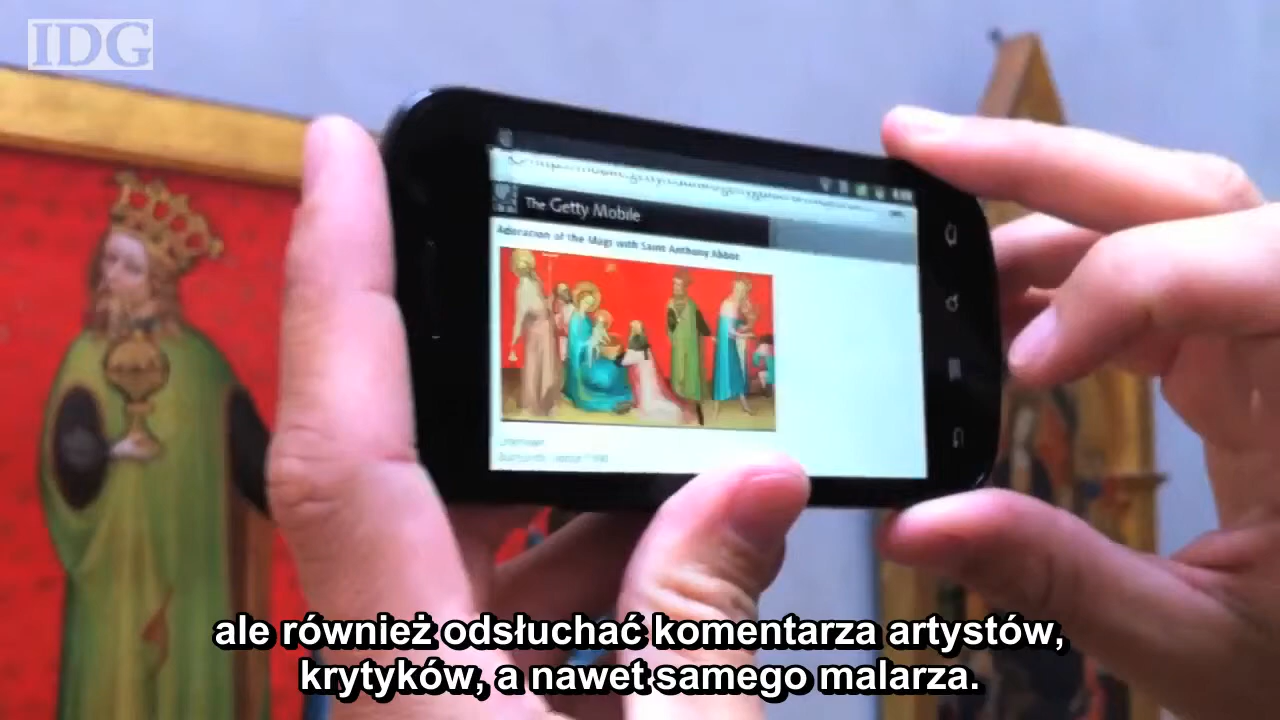 IDG
The Getty Mobile
Adoration of the Magi with Saint Anthony Abbot
ale również odsłuchać komentarza artystów,
krytyków, a nawet samego malarza.